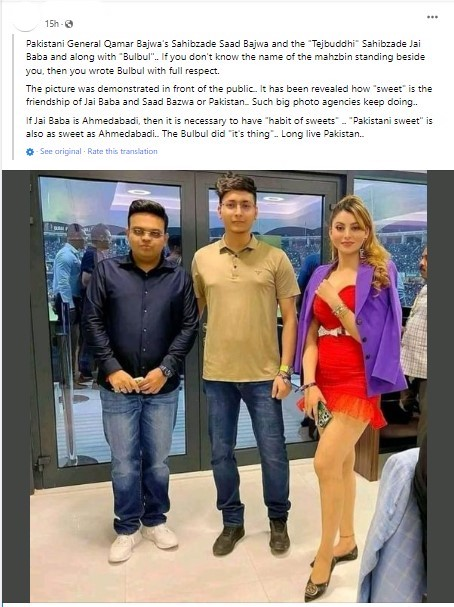 15h ·
Pakistani General Qamar Bajwa's Sahibzade Saad Bajwa and the "Tejbuddhi" Sahibzade Jai
Baba and along with "Bulbul".. If you don't know the name of the mahzbin standing beside
you, then you wrote Bulbul with full respect.
The picture was demonstrated in front of the public.. It has been revealed how "sweet" is the
friendship of Jai Baba and Saad Bazwa or Pakistan.. Such big photo agencies keep doing..
If Jai Baba is Ahmedabadi, then it is necessary to have "habit of sweets" .. "Pakistani sweet" is
also as sweet as Ahmedabadi.. The Bulbul did "it's thing".. Long live Pakistan..
· See original · Rate this translation